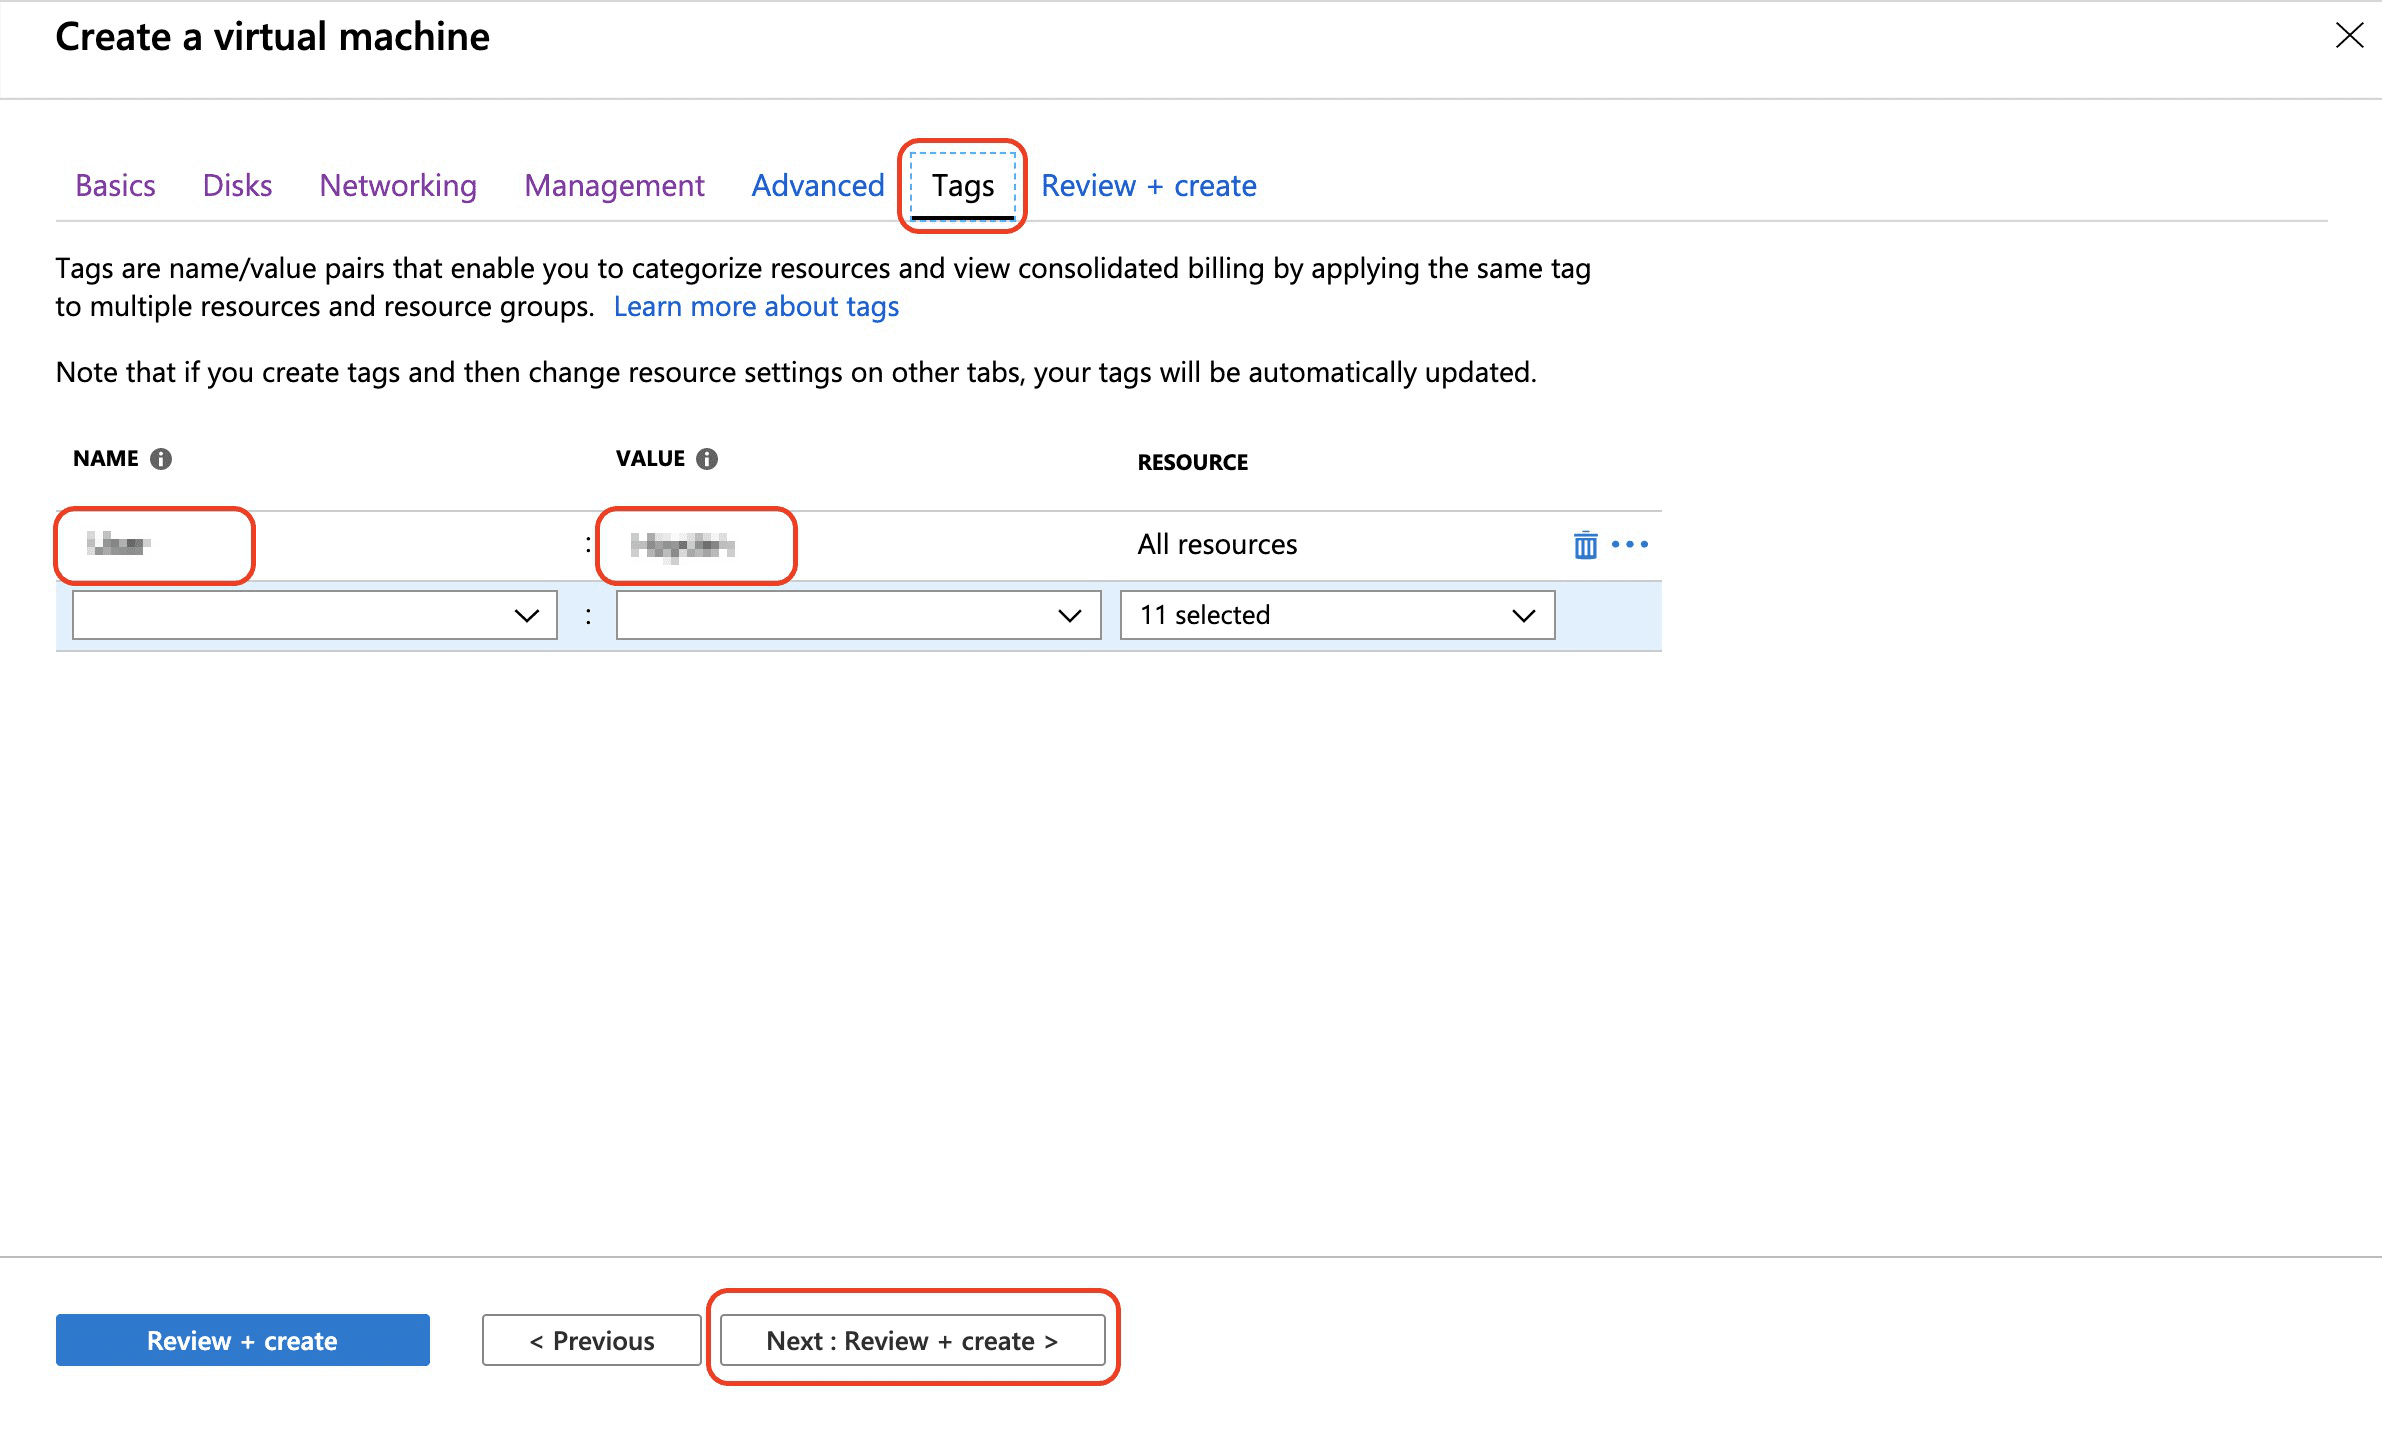 Create a virtual machine
Basics Disks Networking Management Advanced Tags Review + create
Tags are name/value pairs that enable you to categorize resources and view consolidated billing by applying the same tag
to multiple resources and resource groups. Learn more about tags
Note that if you create tags and then change resource settings on other tabs, your tags will be automatically updated.
NAME VALUE RESOURCE
: All resources
: 11 selected
Review + create < Previous Next : Review + create >